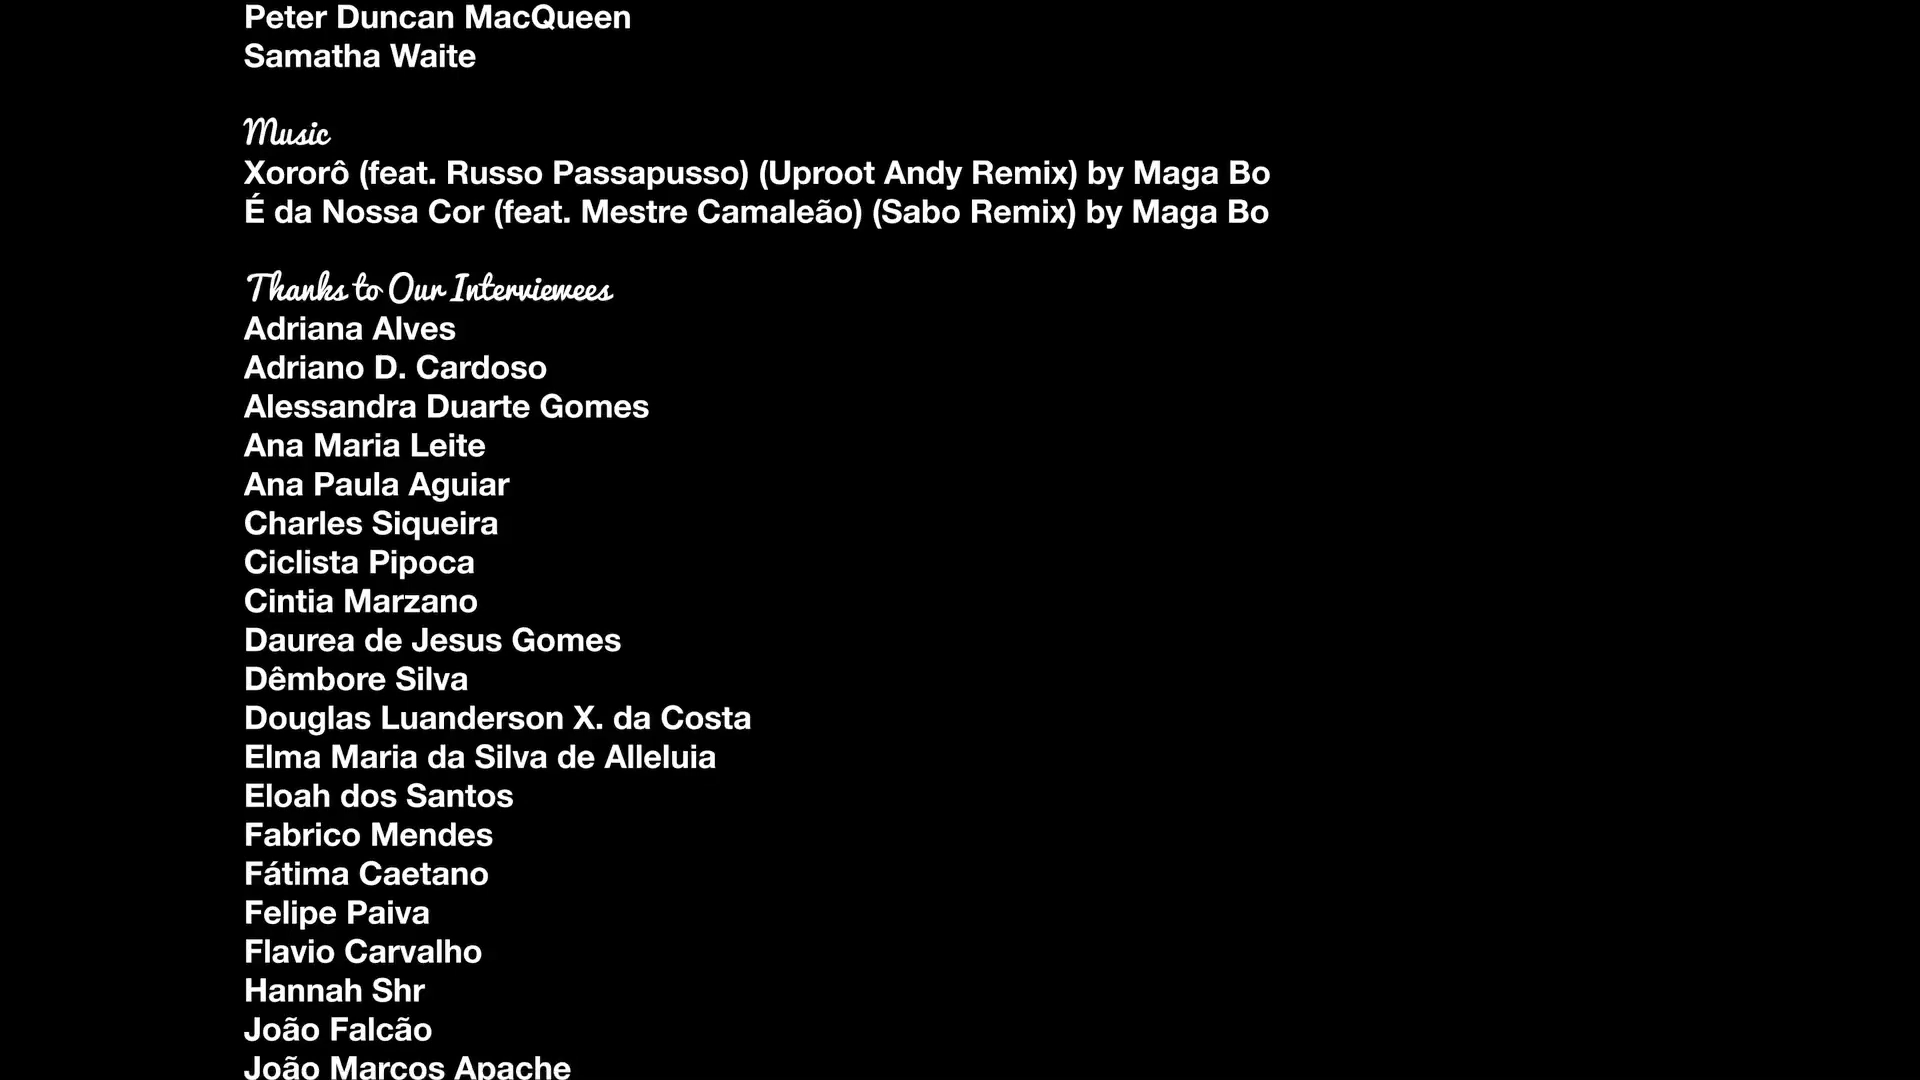 Peter Duncan MacQueen
Samatha Waite
Music
Xororô (feat. Russo Passapusso) (Uproot Andy Remix) by Maga Bo
É da Nossa Cor (feat. Mestre Camaleão) (Sabo Remix) by Maga Bo
Thanks to Our Interviewees
Adriana Alves
Adriano D. Cardoso
Alessandra Duarte Gomes
Ana Maria Leite
Ana Paula Aguiar
Charles Siqueira
Ciclista Pipoca
Cintia Marzano
Daurea de Jesus Gomes
Dêmbore Silva
Douglas Luanderson X. da Costa
Elma Maria da Silva de Alleluia
Eloah dos Santos
Fabrico Mendes
Fátima Caetano
Felipe Paiva
Flavio Carvalho
Hannah Shr
João Falcão
João Marcos Apache